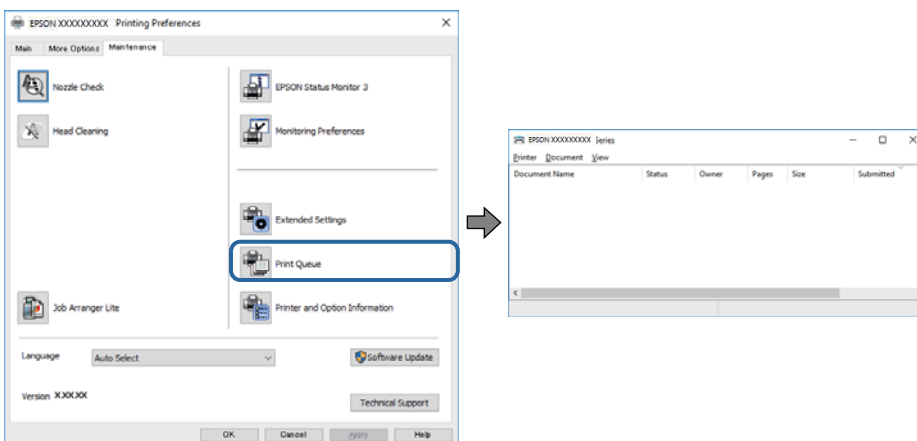 EPSON XXXXXXXXX Printing Preferences
Main More Options Maintenance
Nozzle Check
EPSON Status Monitor 3
Head Cleaning
Monitoring Preferences
Extended Settings
Print Queue
Job Arranger Lite
Printer and Option Information
Language
Auto Select
Software Update
Version X.XX.XX
Technical Support
OK Cancel Apply Help
EPSON XXXXXXXXX Series
Printer Document View
Document Name Status Owner Pages Size Submitted